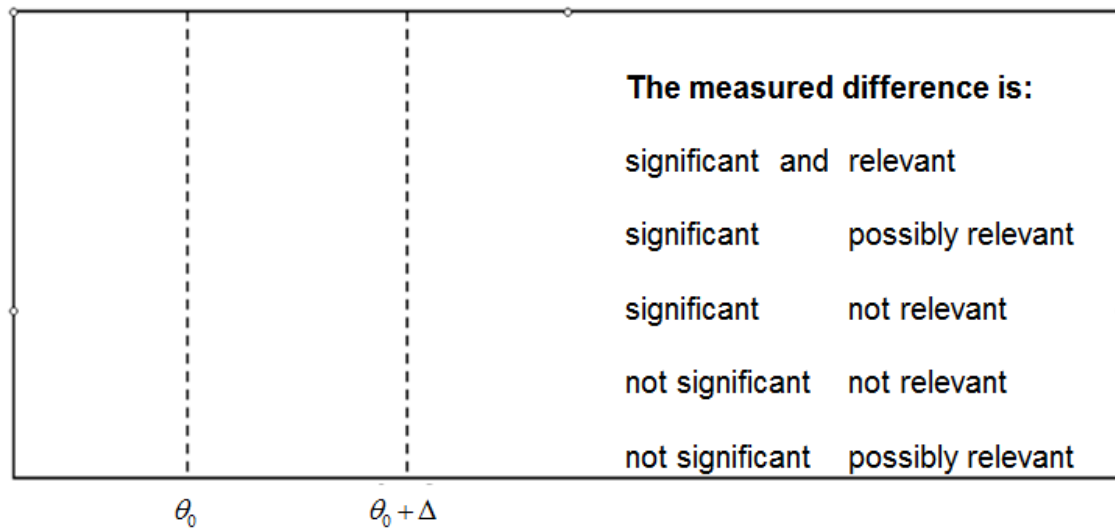 The measured difference is:
significant and relevant
significant possibly relevant
significant not relevant
not significant not relevant
not significant possibly relevant
θ₀ θ₀ + Δ